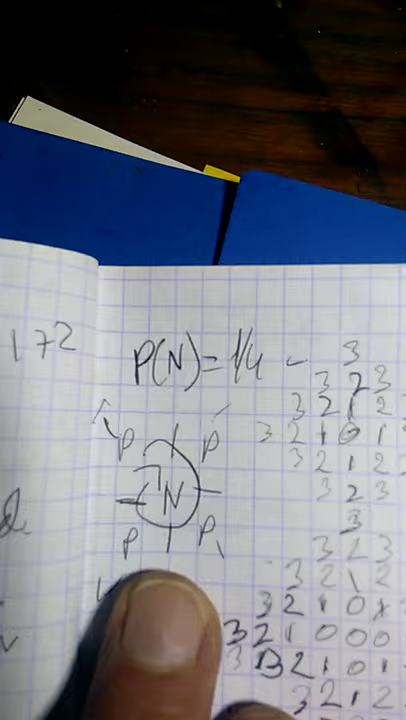 172
P(N) = 1/4 -
3
3 2 3
3 2 1 2
3 2 1 0 1
3 2 1 2
3 2 3
3
3 2 3
3 2 1 2
3 2 1 0
3 2 1 0 0 0
3 3 2 1 0 1
3 2 1 2
P P
N
P P